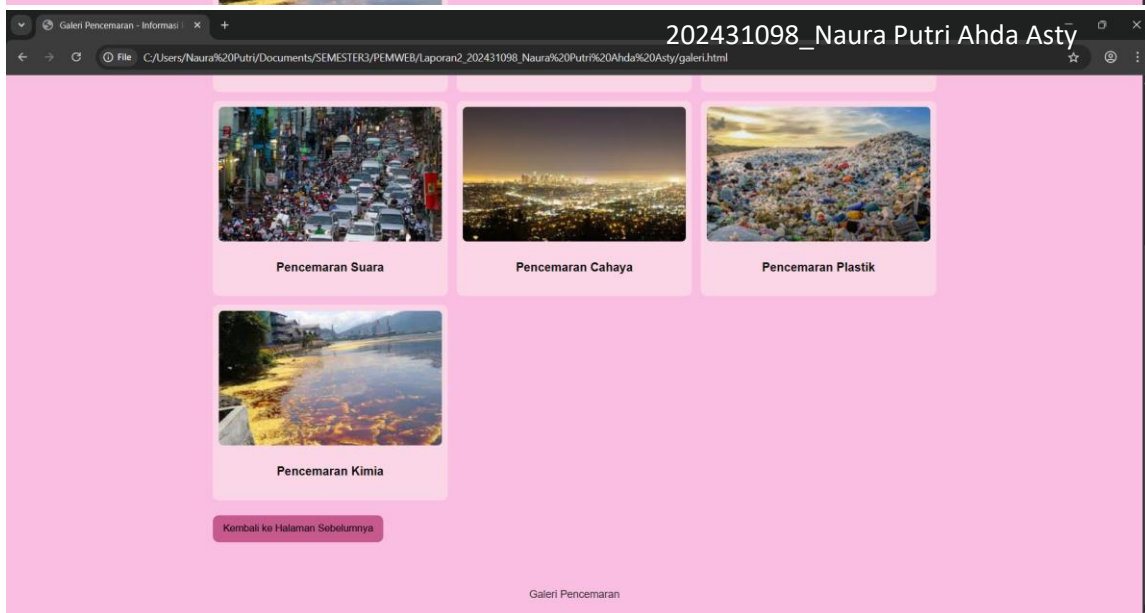 Galeri Pencemaran - Informasi
202431098_Naura Putri Ahda Asty
File C:/Users/Naura%20Putri/Documents/SEMESTER3/PEMWEB/Laporan2_202431098_Naura%20Putri%20Ahda%20Asty/galeri.html
Pencemaran Suara
Pencemaran Cahaya
Pencemaran Plastik
Pencemaran Kimia
Kembali ke Halaman Sebelumnya
Galeri Pencemaran